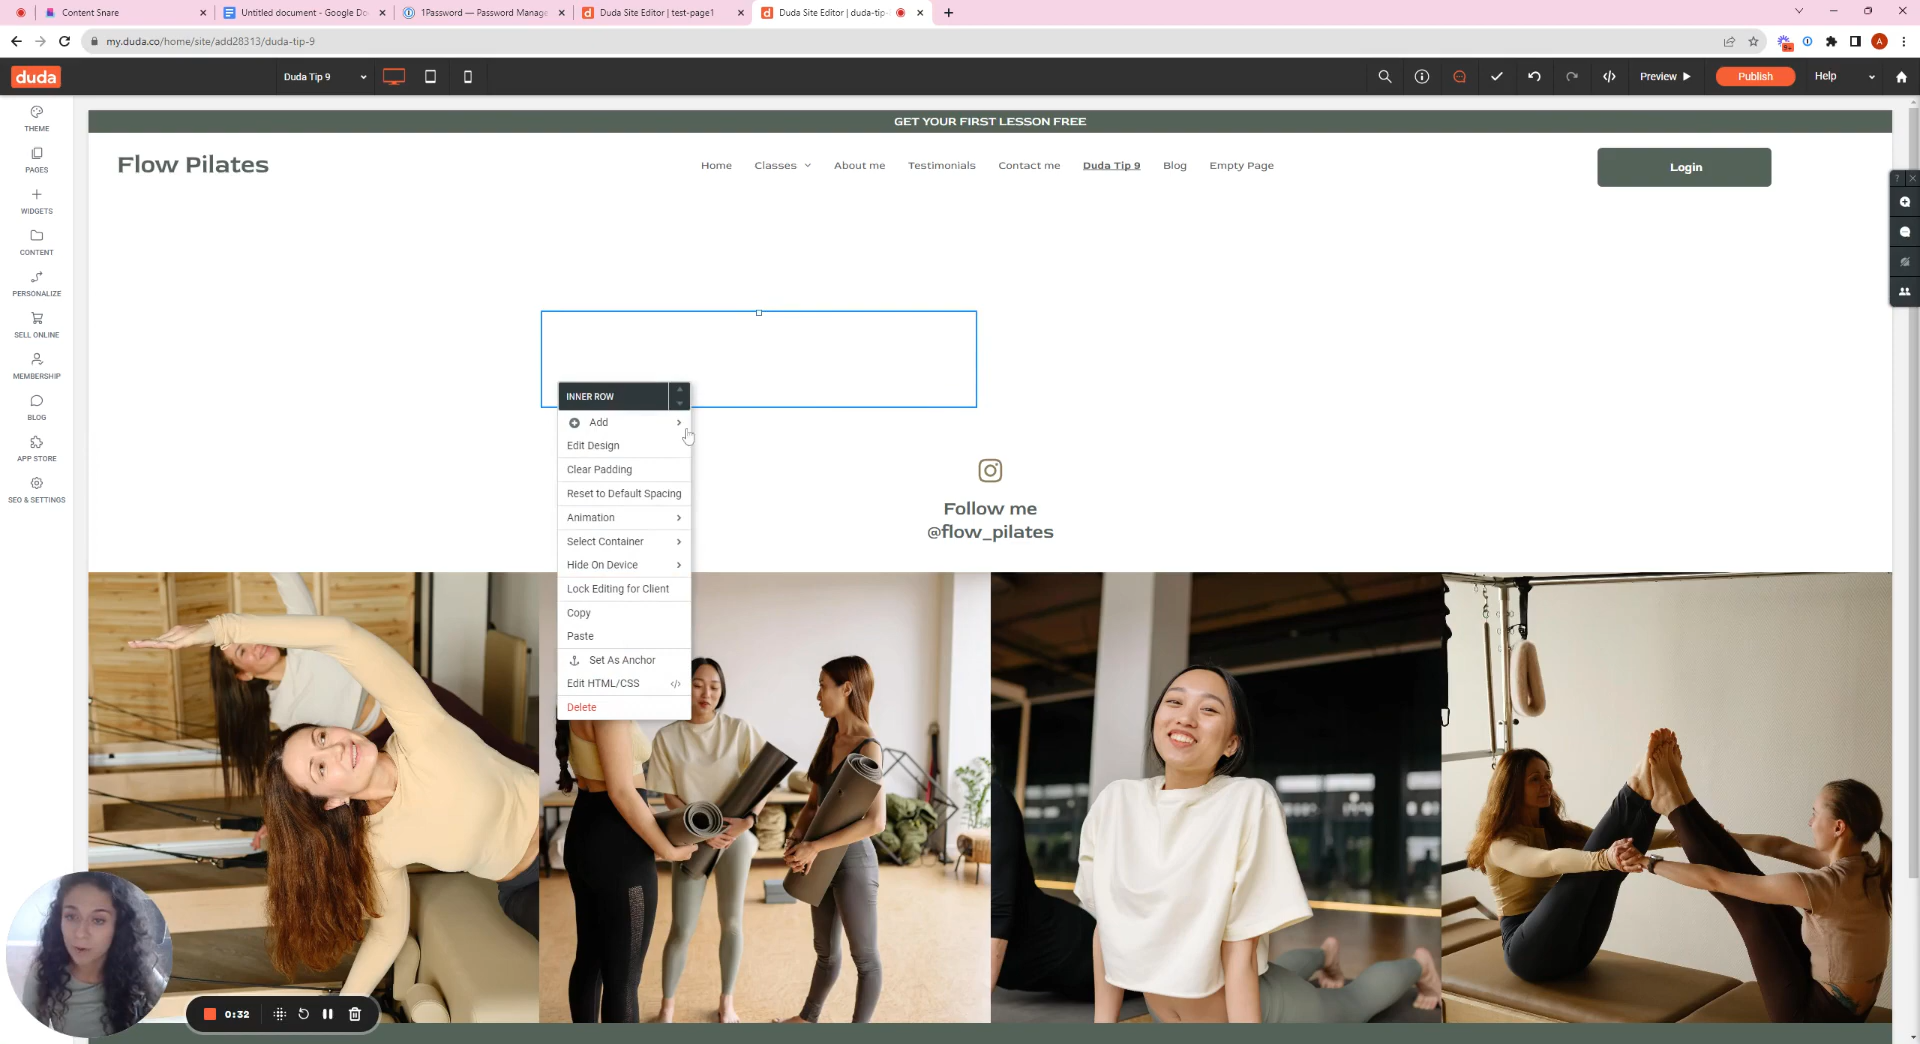 Content Snare
Untitled document - Google Do
1Password — Password Manage
Duda Site Editor | test-page1
Duda Site Editor | duda-tip-
my.duda.co/home/site/add28313/duda-tip-9
A
duda
Duda Tip 9
Preview
Publish
Help
THEME
PAGES
WIDGETS
CONTENT
PERSONALIZE
SELL ONLINE
MEMBERSHIP
BLOG
APP STORE
SEO & SETTINGS
GET YOUR FIRST LESSON FREE
Flow Pilates
Home
Classes
About me
Testimonials
Contact me
Duda Tip 9
Blog
Empty Page
Login
INNER ROW
Add
Edit Design
Clear Padding
Reset to Default Spacing
Animation
Select Container
Hide On Device
Lock Editing for Client
Copy
Paste
Set As Anchor
Edit HTML/CSS
Delete
Follow me
@flow_pilates
0:32